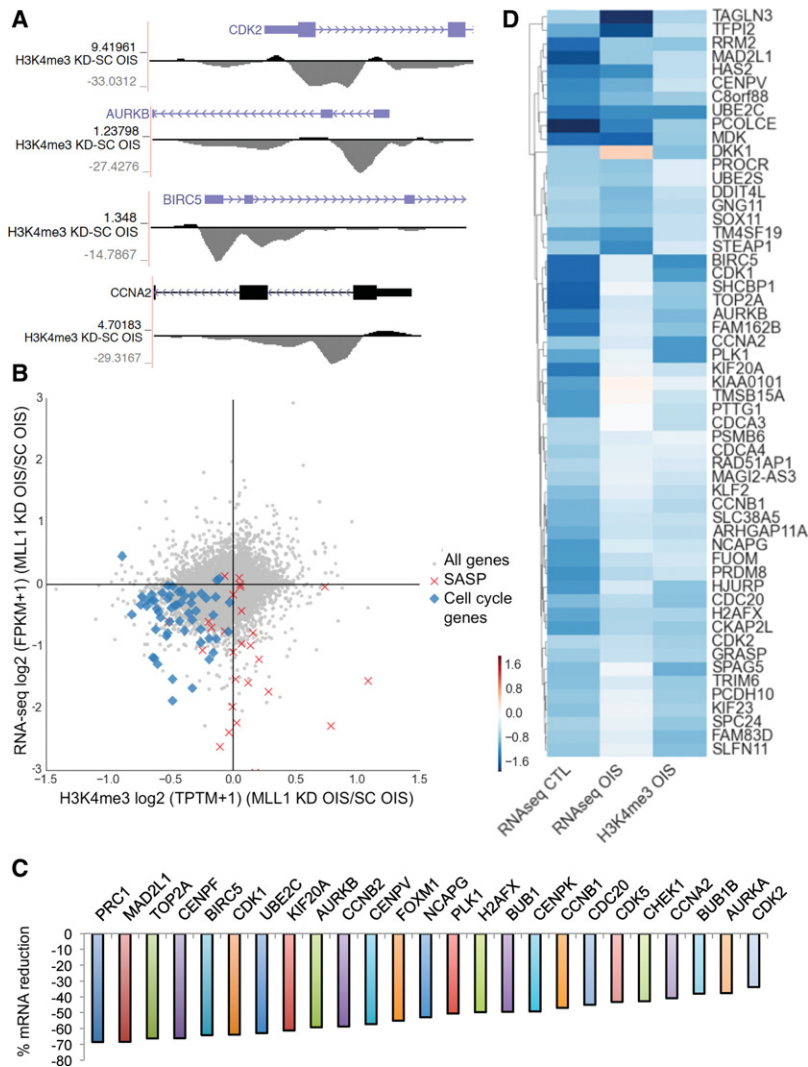 A
CDK2
9.41961
H3K4me3 KD-SC OIS
-33.0312
AURKB
1.23798
H3K4me3 KD-SC OIS
-27.4276
BIRC5
1.348
H3K4me3 KD-SC OIS
-14.7867
CCNA2
4.70183
H3K4me3 KD-SC OIS
-29.3167
B
RNA-seq log2 (FPKM+1) (MLL1 KD OIS/SC OIS)
3
2
1
0
-1
-2
-3
-1.5
-1.0
-0.5
0.0
0.5
1.0
1.5
H3K4me3 log2 (TPTM+1) (MLL1 KD OIS/SC OIS)
All genes
SASP
Cell cycle
genes
D
TAGLN3
TFPI2
RRM2
MAD2L1
HAS2
CENPV
C8orf88
UBE2C
PCOLCE
MDK
DKK1
PROCR
UBE2S
DDIT4L
GNG11
SOX11
TM4SF19
STEAP1
BIRC5
CDK1
SHCBP1
TOP2A
AURKB
FAM162B
CCNA2
PLK1
KIF20A
KIAA0101
TMSB15A
PTTG1
CDCA3
PSMB6
CDCA4
RAD51AP1
MAGI2-AS3
KLF2
CCNB1
SLC38A5
ARHGAP11A
NCAPG
FUOM
PRDM8
HJURP
CDC20
H2AFX
CKAP2L
CDK2
GRASP
SPAG5
TRIM6
PCDH10
KIF23
SPC24
FAM83D
SLFN11
1.6
0.8
0.0
-0.8
-1.6
RNAseq CTL
RNAseq OIS
H3K4me3 OIS
C
PRC1
MAD2L1
TOP2A
CENPF
BIRC5
CDK1
UBE2C
KIF20A
AURKB
CCNB2
CENPV
FOXM1
NCAPG
PLK1
H2AFX
BUB1
CENPK
CCNB1
CDC20
CDK5
CHEK1
CCNA2
BUB1B
AURKA
CDK2
% mRNA reduction
0
-10
-20
-30
-40
-50
-60
-70
-80